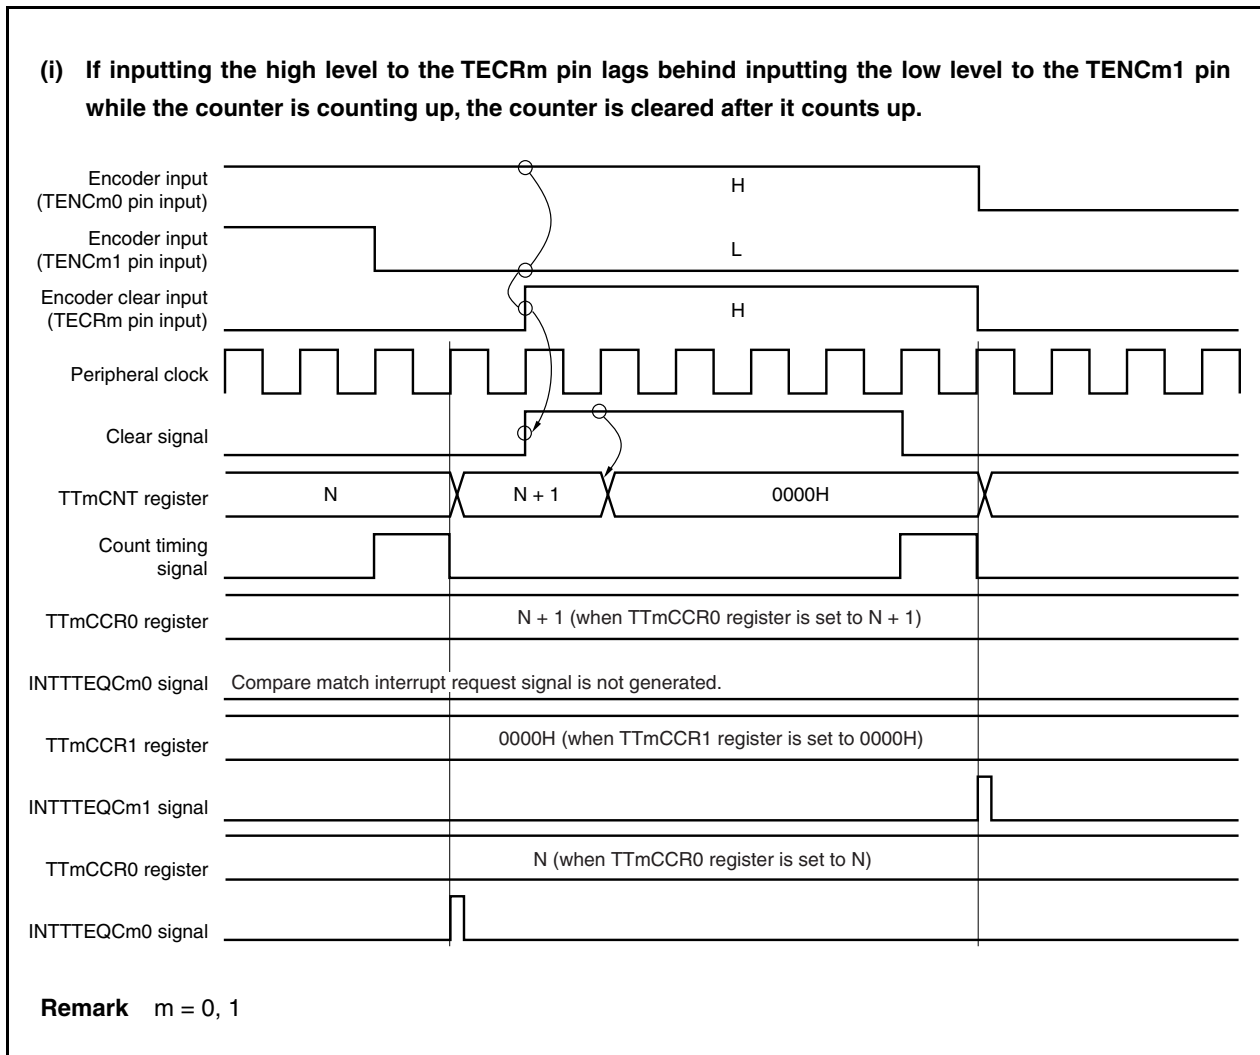 (i) If inputting the high level to the TECRm pin lags behind inputting the low level to the TENCm1 pin
while the counter is counting up, the counter is cleared after it counts up.
Encoder input
(TENCm0 pin input)
H
Encoder input
(TENCm1 pin input)
L
Encoder clear input
(TECRm pin input)
H
Peripheral clock
Clear signal
TTmCNT register
N
N + 1
0000H
Count timing
signal
TTmCCR0 register
N + 1 (when TTmCCR0 register is set to N + 1)
INTTTEQCm0 signal
Compare match interrupt request signal is not generated.
TTmCCR1 register
0000H (when TTmCCR1 register is set to 0000H)
INTTTEQCm1 signal
TTmCCR0 register
N (when TTmCCR0 register is set to N)
INTTTEQCm0 signal
Remark m = 0, 1